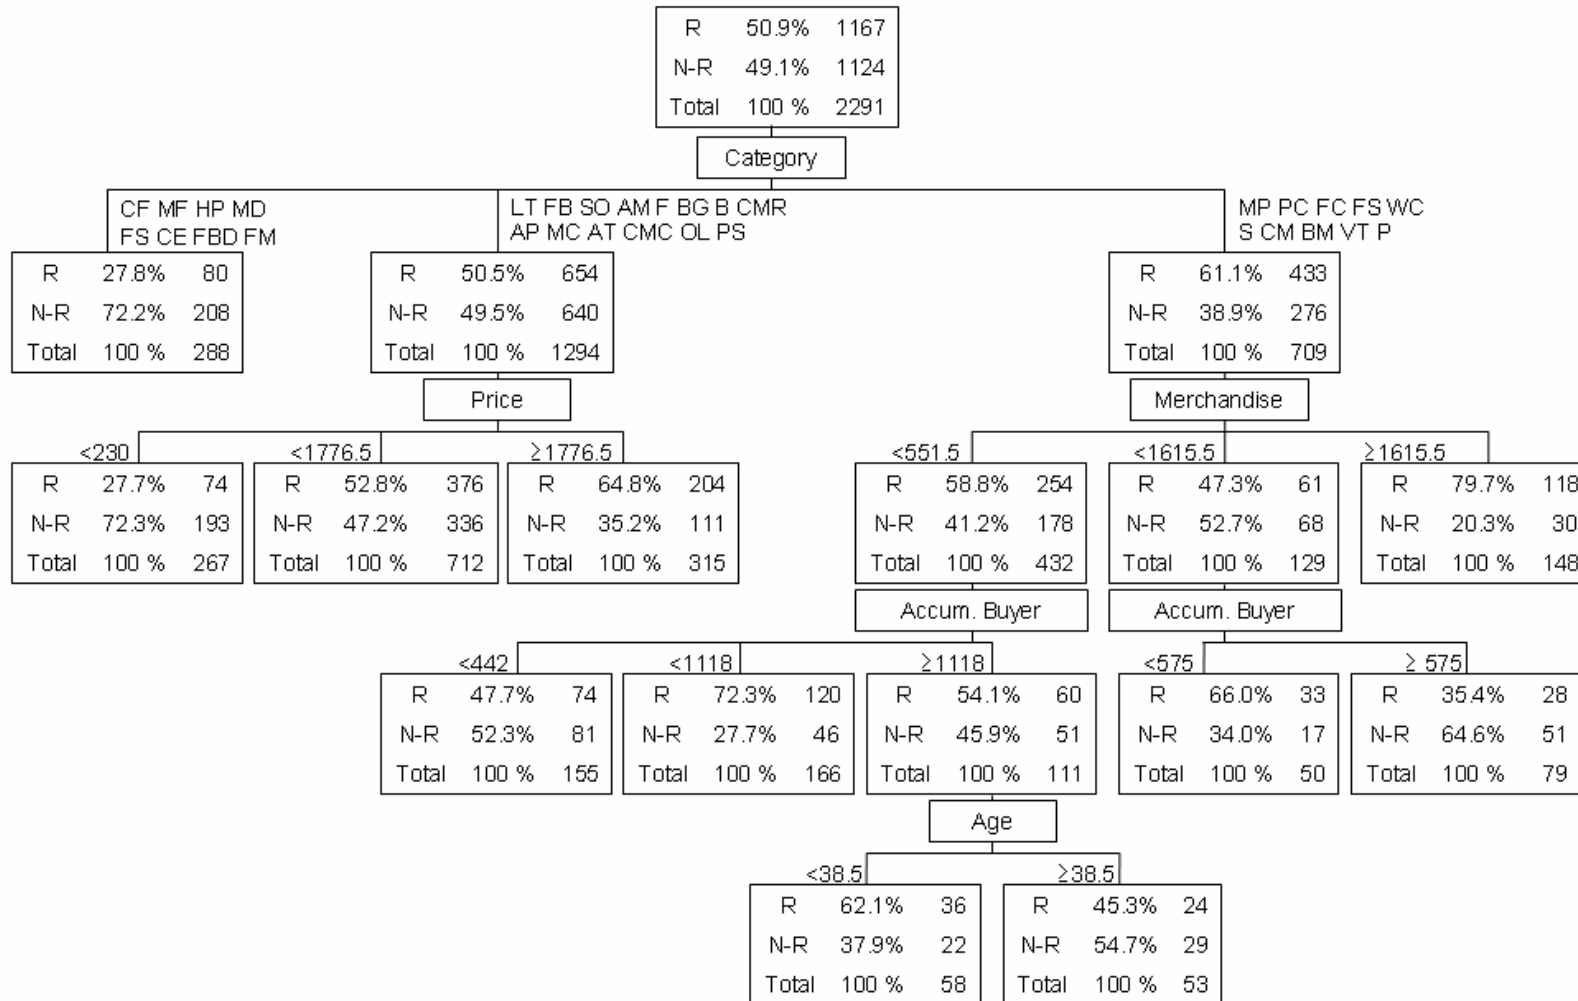 R 50.9% 1167
N-R 49.1% 1124
Total 100 % 2291
Category
CF MF HP MD
FS CE FBD FM
LT FB SO AM F BG B CMR
AP MC AT CMC OL PS
MP PC FC FS WC
S CM BM VT P
R 27.8% 80
N-R 72.2% 208
Total 100 % 288
R 50.5% 654
N-R 49.5% 640
Total 100 % 1294
R 61.1% 433
N-R 38.9% 276
Total 100 % 709
Price
Merchandise
<230
<1776.5
≥1776.5
<551.5
<1615.5
≥1615.5
R 27.7% 74
N-R 72.3% 193
Total 100 % 267
R 52.8% 376
N-R 47.2% 336
Total 100 % 712
R 64.8% 204
N-R 35.2% 111
Total 100 % 315
R 58.8% 254
N-R 41.2% 178
Total 100 % 432
R 47.3% 61
N-R 52.7% 68
Total 100 % 129
R 79.7% 118
N-R 20.3% 30
Total 100 % 148
Accum. Buyer
Accum. Buyer
<442
<1118
≥1118
<575
≥ 575
R 47.7% 74
N-R 52.3% 81
Total 100 % 155
R 72.3% 120
N-R 27.7% 46
Total 100 % 166
R 54.1% 60
N-R 45.9% 51
Total 100 % 111
R 66.0% 33
N-R 34.0% 17
Total 100 % 50
R 35.4% 28
N-R 64.6% 51
Total 100 % 79
Age
<38.5
≥38.5
R 62.1% 36
N-R 37.9% 22
Total 100 % 58
R 45.3% 24
N-R 54.7% 29
Total 100 % 53